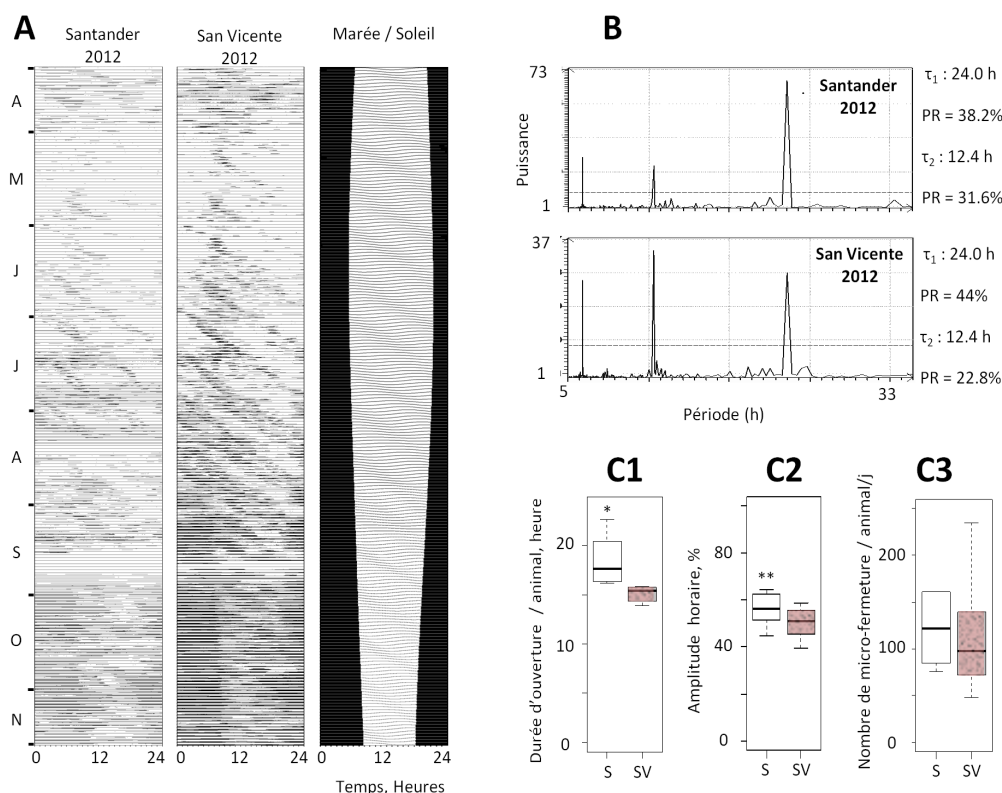 A
Santander
2012
San Vicente
2012
Marée / Soleil
A
M
J
J
A
S
O
N
0 12 24
0 12 24
0 12 24
Temps, Heures
B
Puissance
73
1
Santander
2012
τ1 : 24.0 h
PR = 38.2%
τ2 : 12.4 h
PR = 31.6%
37
1
San Vicente
2012
τ1 : 24.0 h
PR = 44%
τ2 : 12.4 h
PR = 22.8%
5 33
Période (h)
C1
Durée d'ouverture / animal, heure
20
10
0
*
S SV
C2
Amplitude horaire, %
80
40
0
**
S SV
C3
Nombre de micro-fermeture / animal/j
200
100
0
S SV